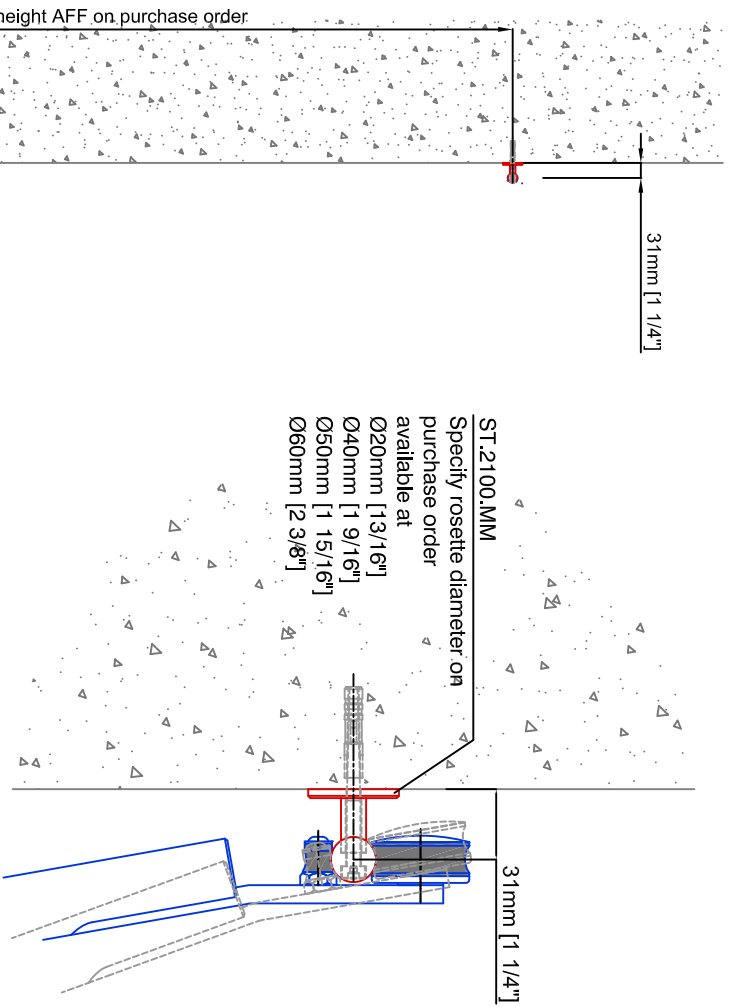 height AFF on purchase order
31mm [1 1/4"]
ST.2100.MM
Specify rosette diameter on
purchase order
available at
Ø20mm [13/16"]
Ø40mm [1 9/16"]
Ø50mm [1 15/16"]
Ø60mm [2 3/8"]
31mm [1 1/4"]